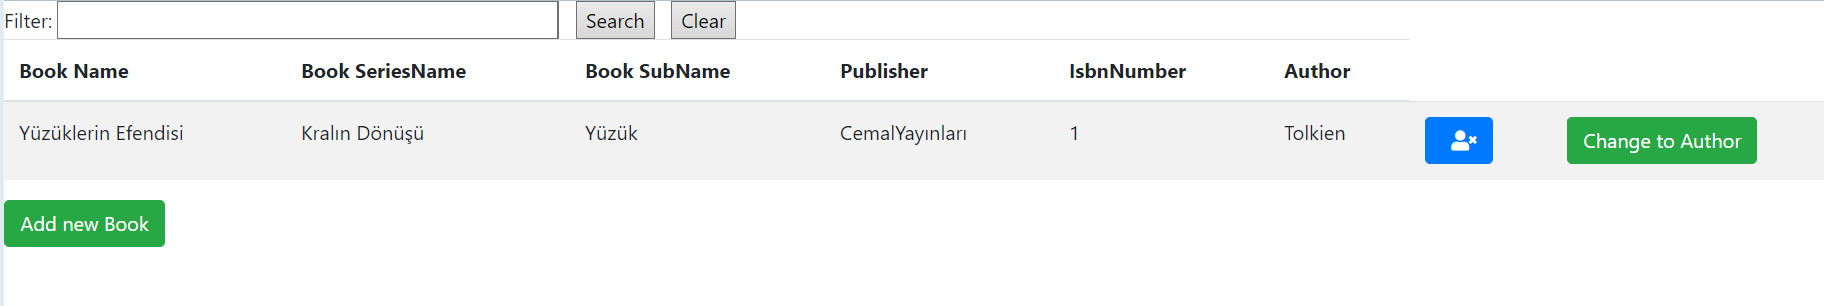 Filter: Search Clear
Book Name Book SeriesName Book SubName Publisher IsbnNumber Author
Yüzüklerin Efendisi Kralın Dönüşü Yüzük CemalYayınları 1 Tolkien Change to Author
Add new Book